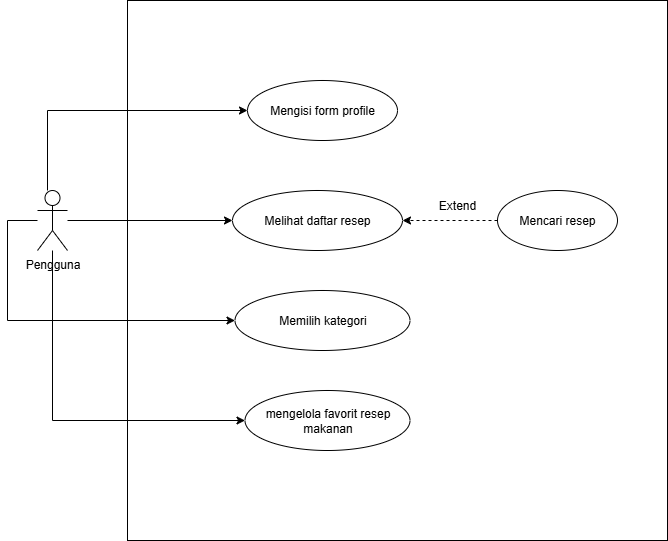 Mengisi form profile
Melihat daftar resep
Extend
Mencari resep
Pengguna
Memilih kategori
mengelola favorit resep
makanan